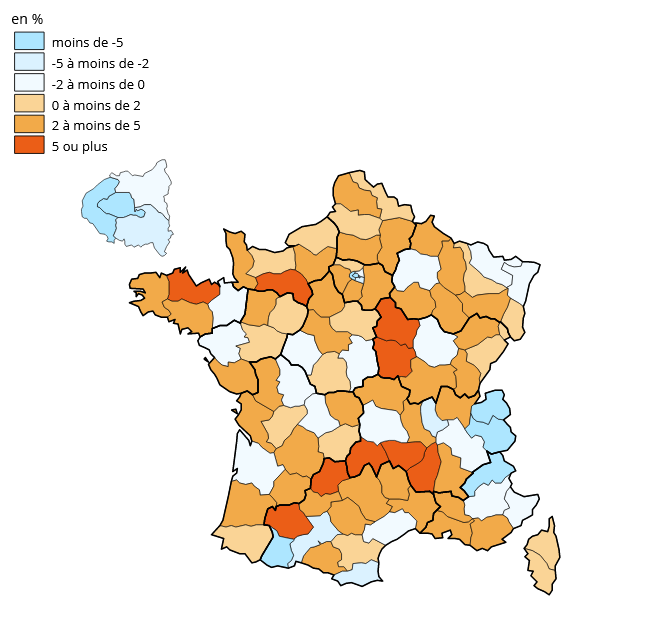 en %
moins de -5
-5 à moins de -2
-2 à moins de 0
0 à moins de 2
2 à moins de 5
5 ou plus